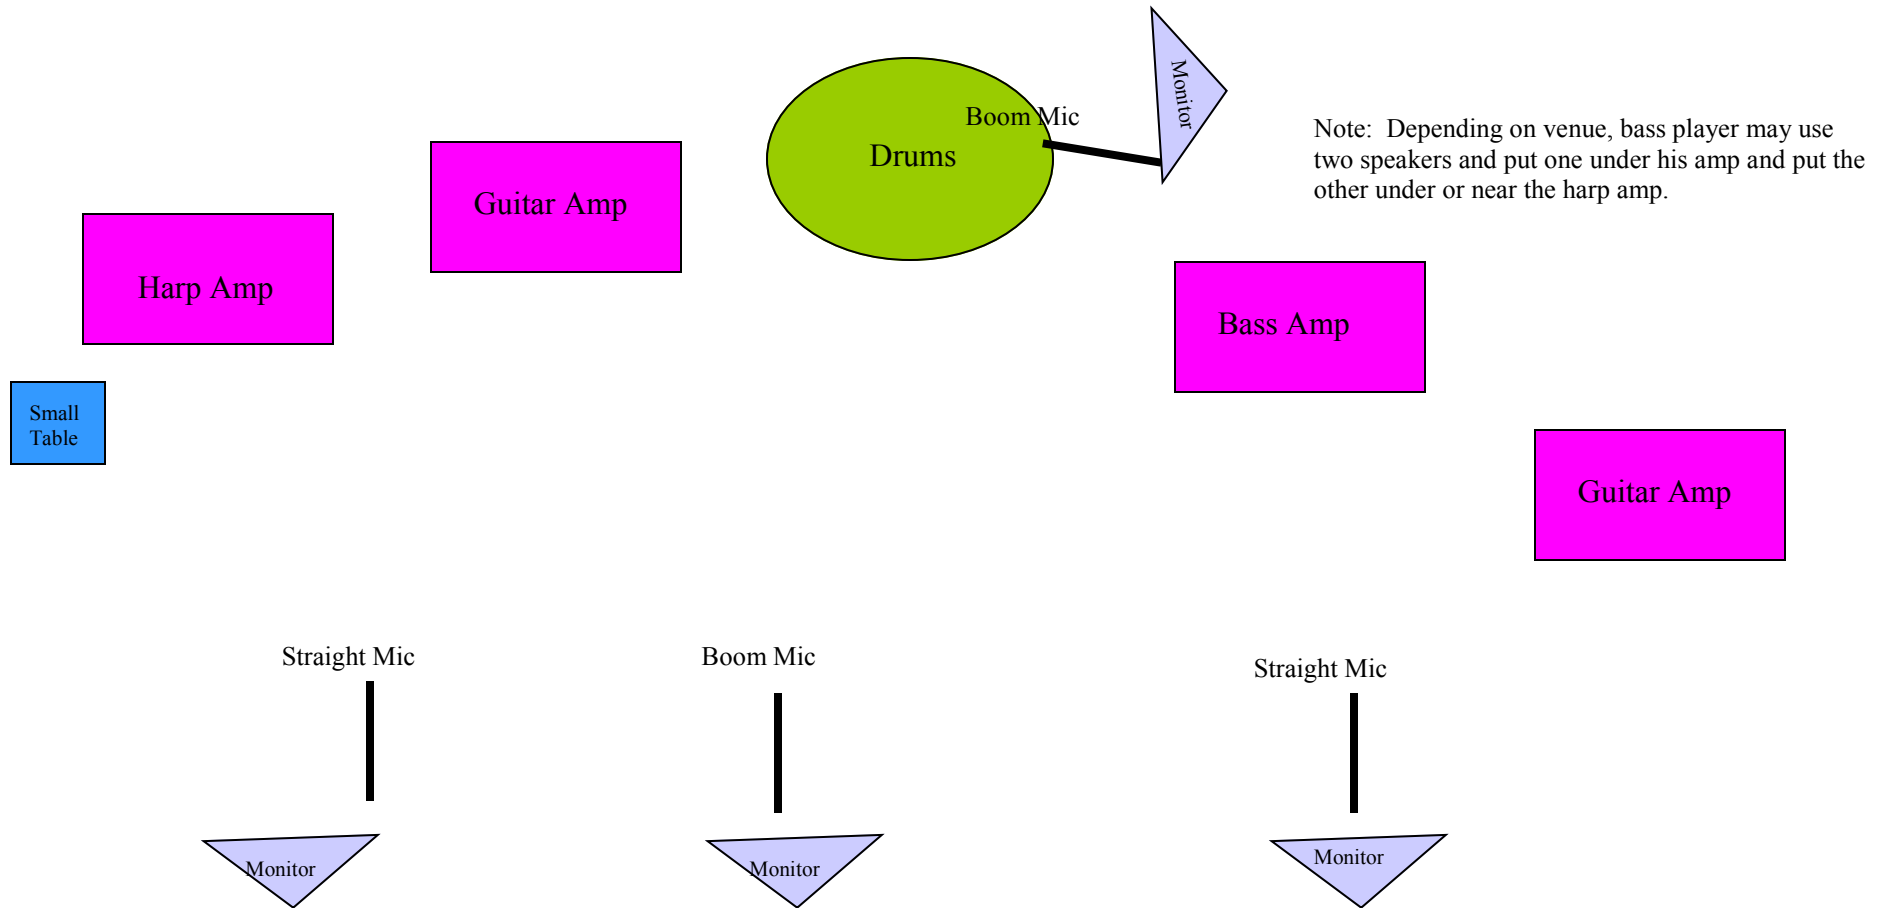 Monitor
Boom Mic
Drums
Note:  Depending on venue, bass player may use
two speakers and put one under his amp and put the
other under or near the harp amp.
Guitar Amp
Harp Amp
Bass Amp
Small
Table
Guitar Amp
Straight Mic
Boom Mic
Straight Mic
Monitor
Monitor
Monitor